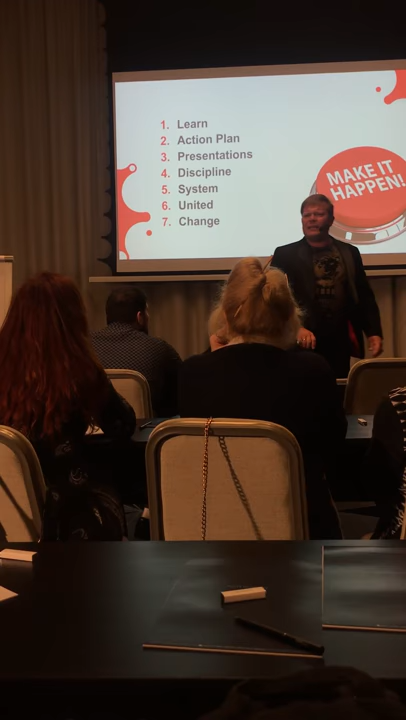 1. Learn
2. Action Plan
3. Presentations
4. Discipline
5. System
6. United
7. Change
MAKE IT
HAPPEN!